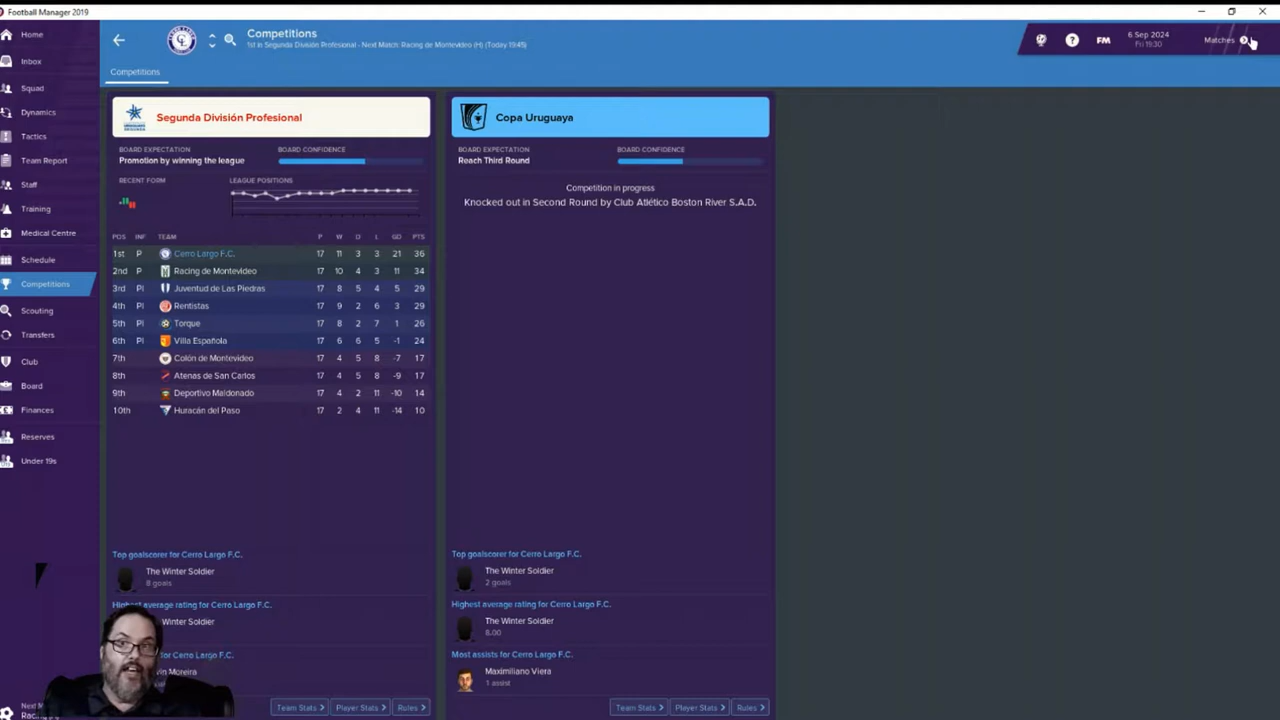 Football Manager 2019
Home
Inbox
Squad
Dynamics
Tactics
Team Report
Staff
Training
Medical Centre
Schedule
Competitions
Scouting
Transfers
Club
Board
Finances
Reserves
Under 19s
Competitions
1st in Segunda División Profesional - Next Match: Racing de Montevideo (H) (Today 19:45)
FM
6 Sep 2024
Fri 11:30
Matches
Competitions
Segunda División Profesional
BOARD EXPECTATION BOARD CONFIDENCE
Promotion by winning the league
RECENT FORM LEAGUE POSITIONS
POS INF TEAM P W D L GD PTS
1st P Cerro Largo F.C. 17 11 3 3 21 36
2nd P Racing de Montevideo 17 10 4 3 11 34
3rd Pl Juventud de Las Piedras 17 8 5 4 5 29
4th Pl Rentistas 17 9 2 6 3 29
5th Pl Torque 17 8 2 7 1 26
6th Pl Villa Española 17 6 6 5 -1 24
7th Colón de Montevideo 17 4 5 8 -7 17
8th Atenas de San Carlos 17 4 5 8 -9 17
9th Deportivo Maldonado 17 4 2 11 -10 14
10th Huracán del Paso 17 2 4 11 -14 10
Top goalscorer for Cerro Largo F.C.
The Winter Soldier
8 goals
Highest average rating for Cerro Largo F.C.
Winter Soldier
for Cerro Largo F.C.
Moreira
Team Stats
Player Stats
Rules
Copa Uruguaya
BOARD EXPECTATION BOARD CONFIDENCE
Reach Third Round
Competition in progress
Knocked out in Second Round by Club Atlético Boston River S.A.D.
Top goalscorer for Cerro Largo F.C.
The Winter Soldier
2 goals
Highest average rating for Cerro Largo F.C.
The Winter Soldier
8.00
Most assists for Cerro Largo F.C.
Maximiliano Viera
1 assist
Team Stats
Player Stats
Rules